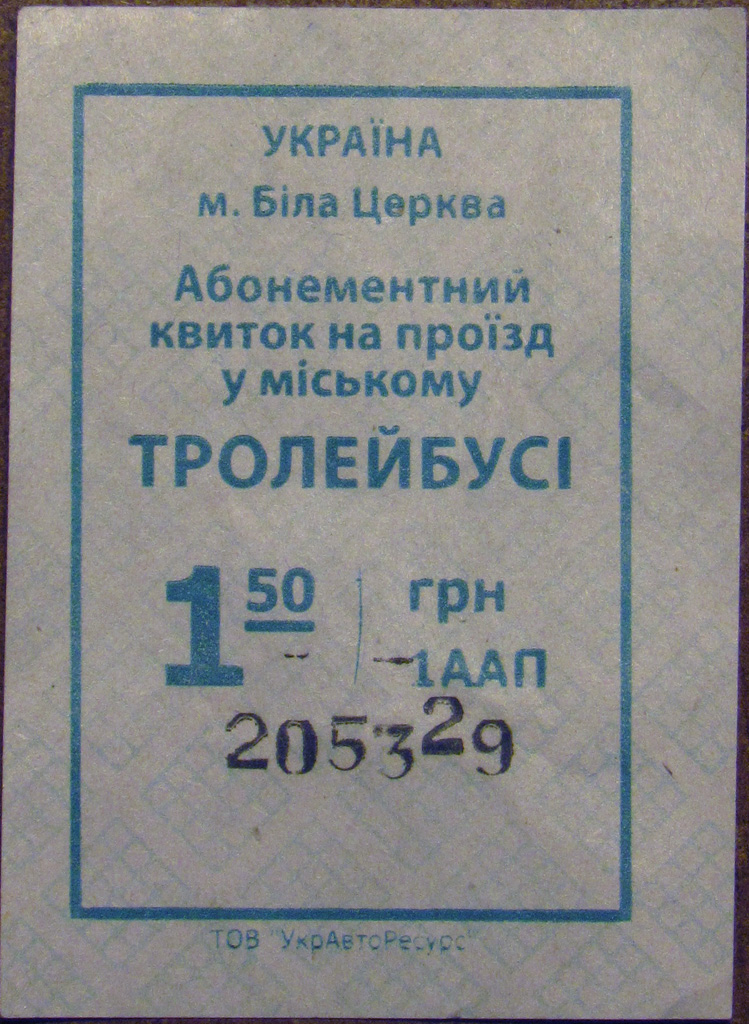 УКРАЇНА
м. Біла Церква
Абонементний
квиток на проїзд
у міському
ТРОЛЕЙБУСІ
1 50 грн
1ААП
205329
ТОВ "УкрАвтоРесурс"